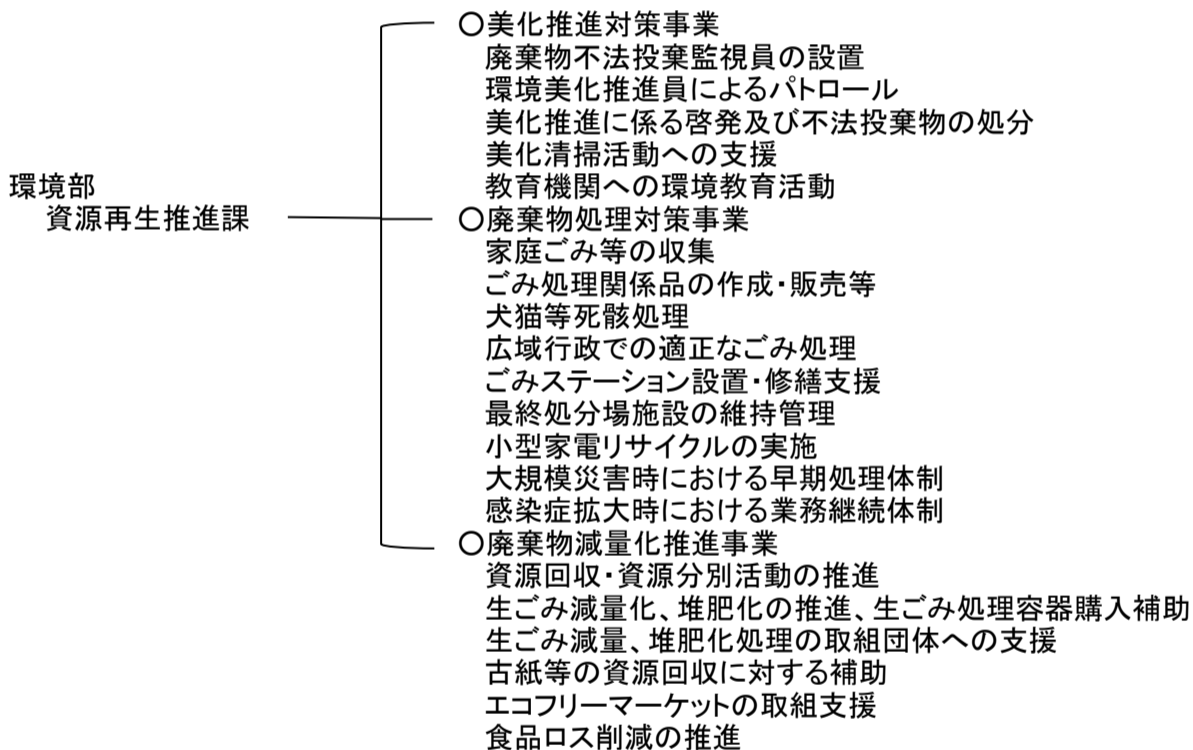 環境部
資源再生推進課
○美化推進対策事業
廃棄物不法投棄監視員の設置
環境美化推進員によるパトロール
美化推進に係る啓発及び不法投棄物の処分
美化清掃活動への支援
教育機関への環境教育活動
○廃棄物処理対策事業
家庭ごみ等の収集
ごみ処理関係品の作成・販売等
犬猫等死骸処理
広域行政での適正なごみ処理
ごみステーション設置・修繕支援
最終処分場施設の維持管理
小型家電リサイクルの実施
大規模災害時における早期処理体制
感染症拡大時における業務継続体制
○廃棄物減量化推進事業
資源回収・資源分別活動の推進
生ごみ減量化、堆肥化の推進、生ごみ処理容器購入補助
生ごみ減量、堆肥化処理の取組団体への支援
古紙等の資源回収に対する補助
エコフリーマーケットの取組支援
食品ロス削減の推進